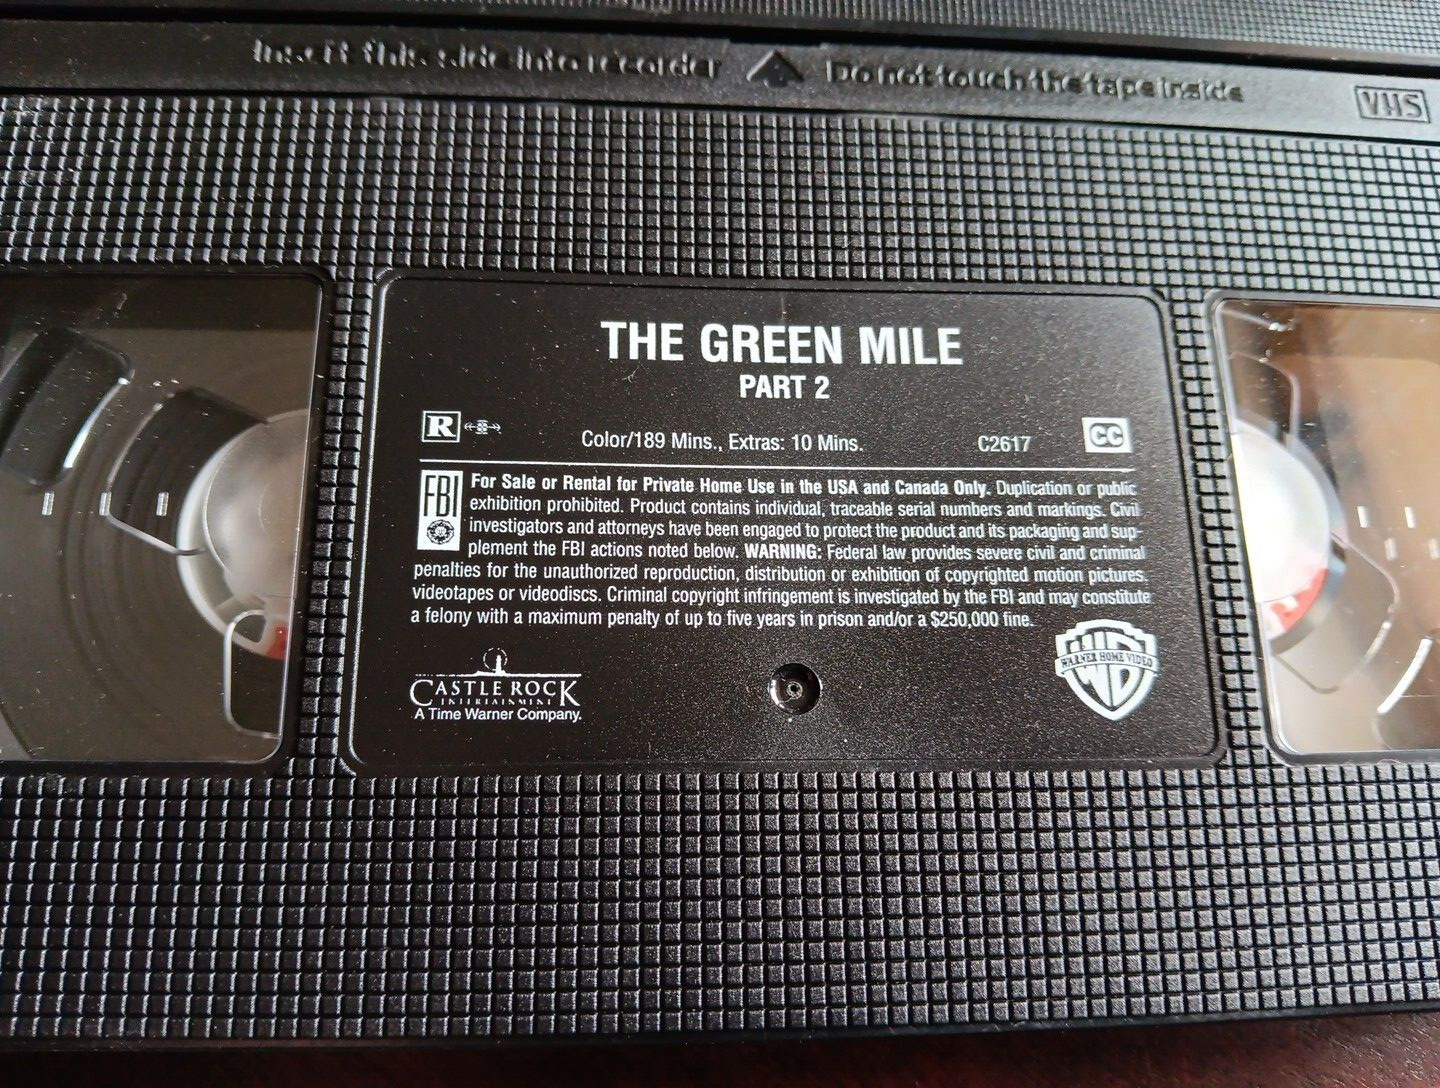 Insert this side into recorder Do not touch the tape inside
VHS
THE GREEN MILE
PART 2
R
Color/189 Mins., Extras: 10 Mins. C2617 CC
FBI For Sale or Rental for Private Home Use in the USA and Canada Only. Duplication or public
exhibition prohibited. Product contains individual, traceable serial numbers and markings. Civil
investigators and attorneys have been engaged to protect the product and its packaging and sup-
plement the FBI actions noted below. WARNING: Federal law provides severe civil and criminal
penalties for the unauthorized reproduction, distribution or exhibition of copyrighted motion pictures,
videotapes or videodiscs. Criminal copyright infringement is investigated by the FBI and may constitute
a felony with a maximum penalty of up to five years in prison and/or a $250,000 fine.
CASTLE ROCK
ENTERTAINMENT
A Time Warner Company.
WARNER HOME VIDEO
WB